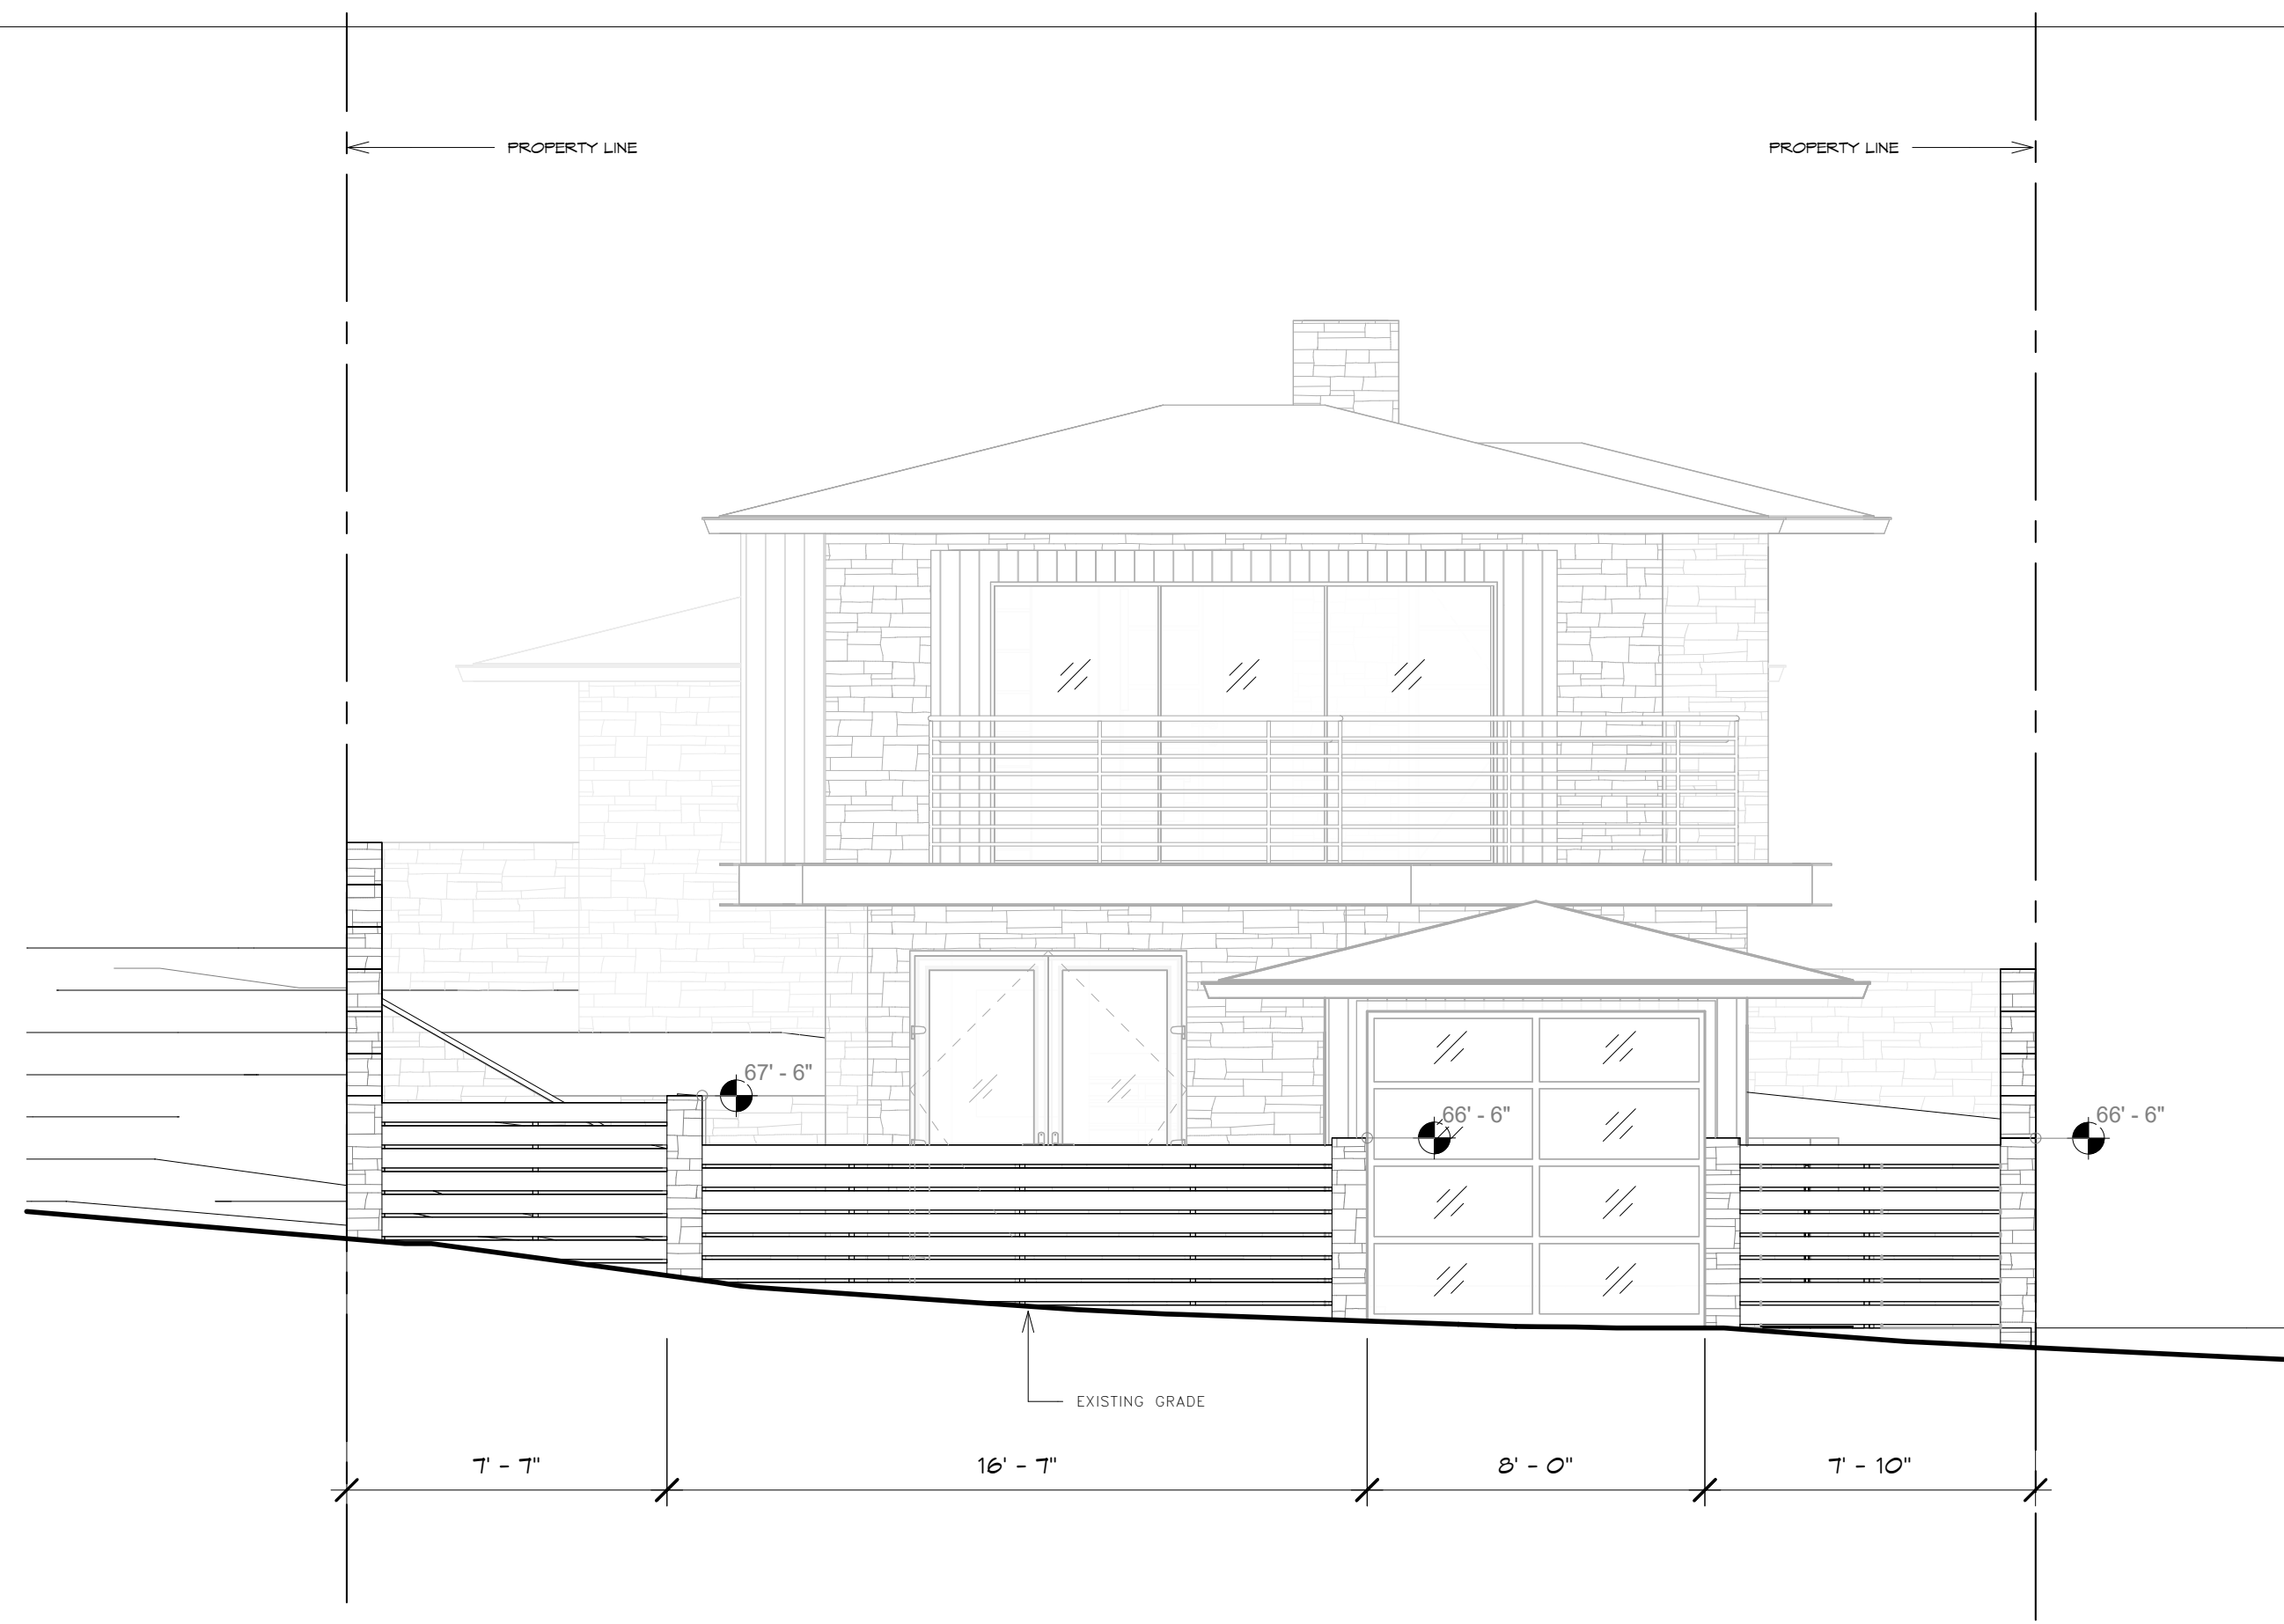 PROPERTY LINE
PROPERTY LINE
67' - 6"
66' - 6"
66' - 6"
EXISTING GRADE
7' - 7"
16' - 7"
8' - 0"
7' - 10"